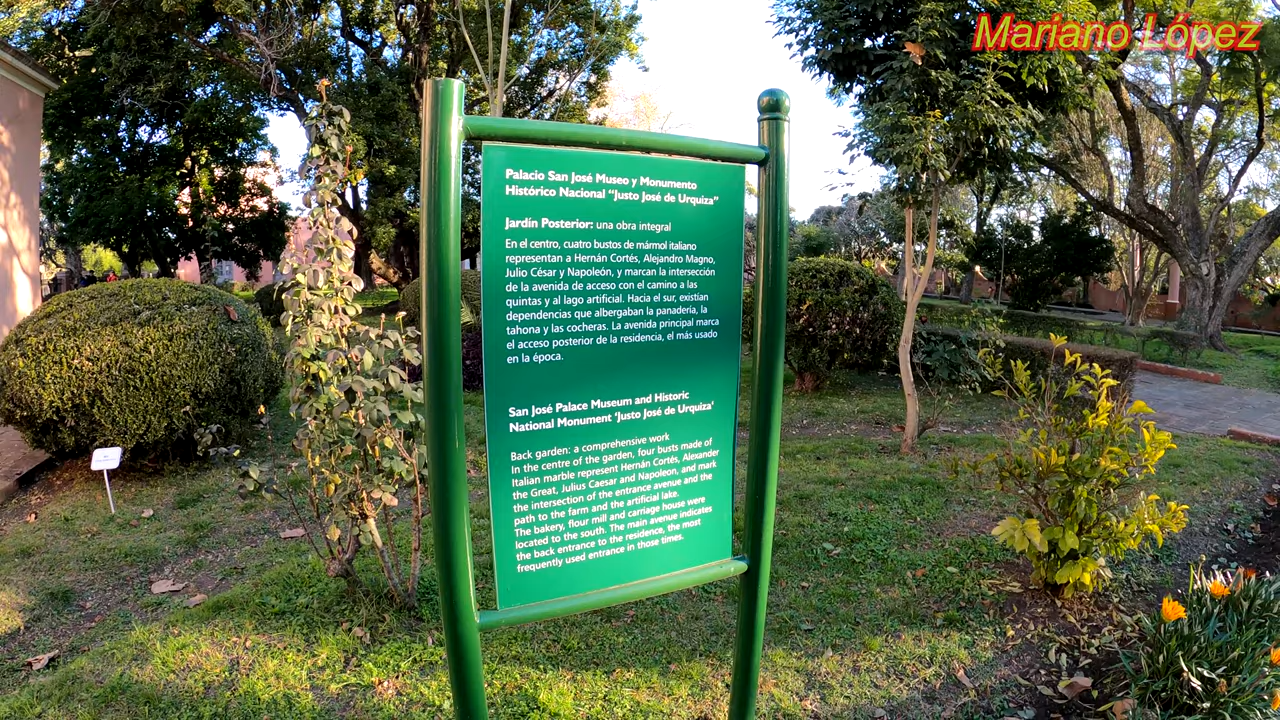 Mariano López
Palacio San José Museo y Monumento
Histórico Nacional "Justo José de Urquiza"
Jardín Posterior: una obra integral
En el centro, cuatro bustos de mármol italiano
representan a Hernán Cortés, Alejandro Magno,
Julio César y Napoleón, y marcan la intersección
de la avenida de acceso con el camino a las
quintas y al lago artificial. Hacia el sur, existían
dependencias que albergaban la panadería, la
tahona y las cocheras. La avenida principal marca
el acceso posterior de la residencia, el más usado
en la época.
San José Palace Museum and Historic
National Monument 'Justo José de Urquiza'
Back garden: a comprehensive work
In the centre of the garden, four busts made of
Italian marble represent Hernán Cortés, Alexander
the Great, Julius Caesar and Napoleon, and mark
the intersection of the entrance avenue and the
path to the farm and the artificial lake.
The bakery, flour mill and carriage house were
located to the south. The main avenue indicates
the back entrance to the residence, the most
frequently used entrance in those times.